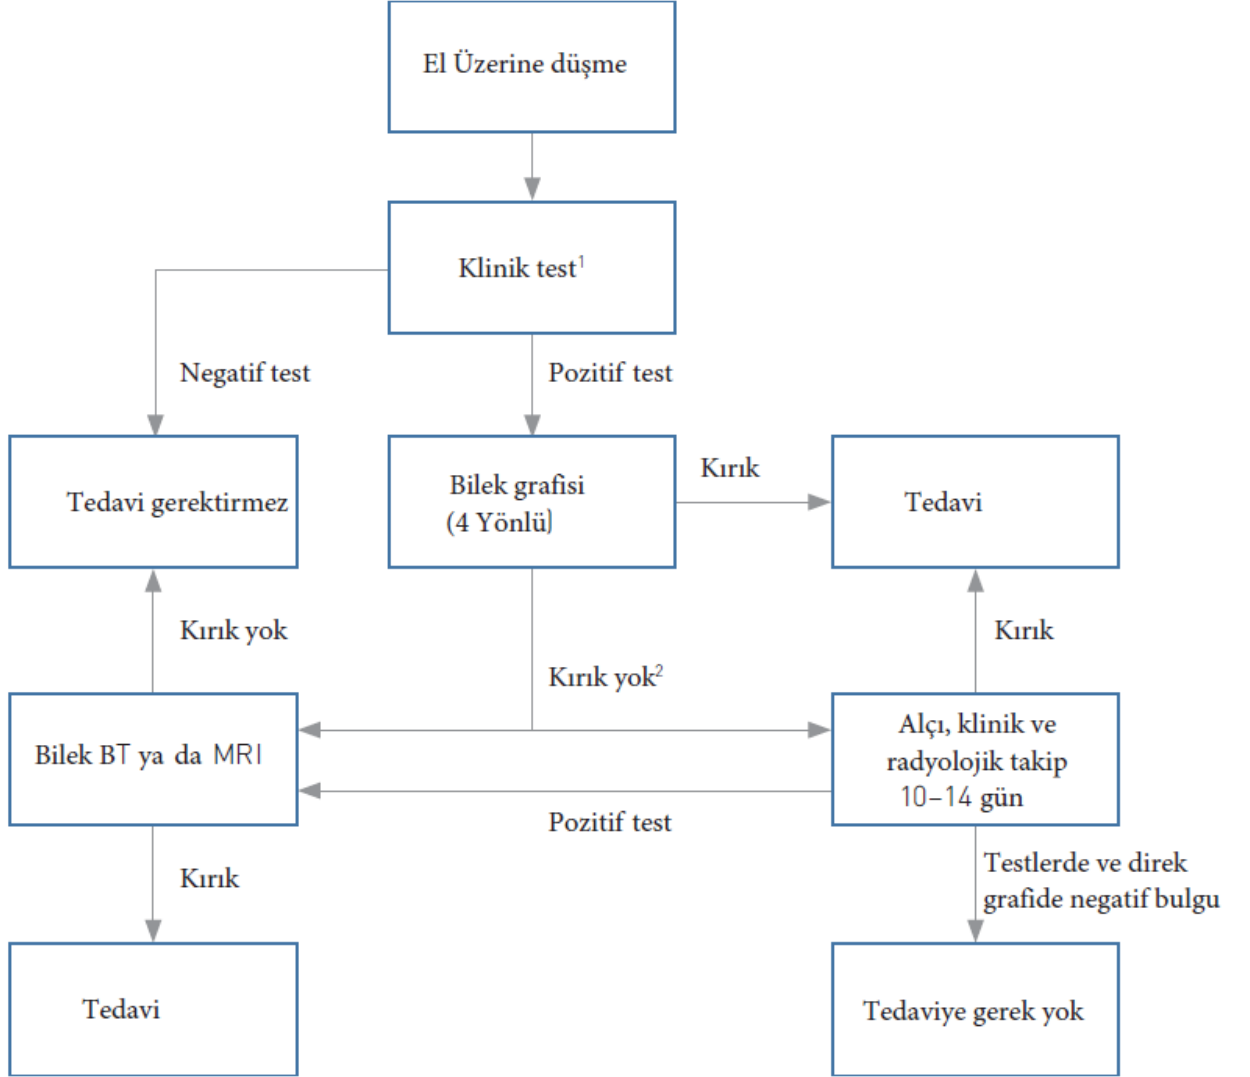 El Üzerine düşme
Klinik test¹
Negatif test
Pozitif test
Tedavi gerektirmez
Bilek grafisi
(4 Yönlü)
Kırık
Tedavi
Kırık yok
Kırık yok²
Kırık
Bilek BT ya da MRI
Alçı, klinik ve
radyolojik takip
10–14 gün
Pozitif test
Kırık
Testlerde ve direk
grafide negatif bulgu
Tedavi
Tedaviye gerek yok